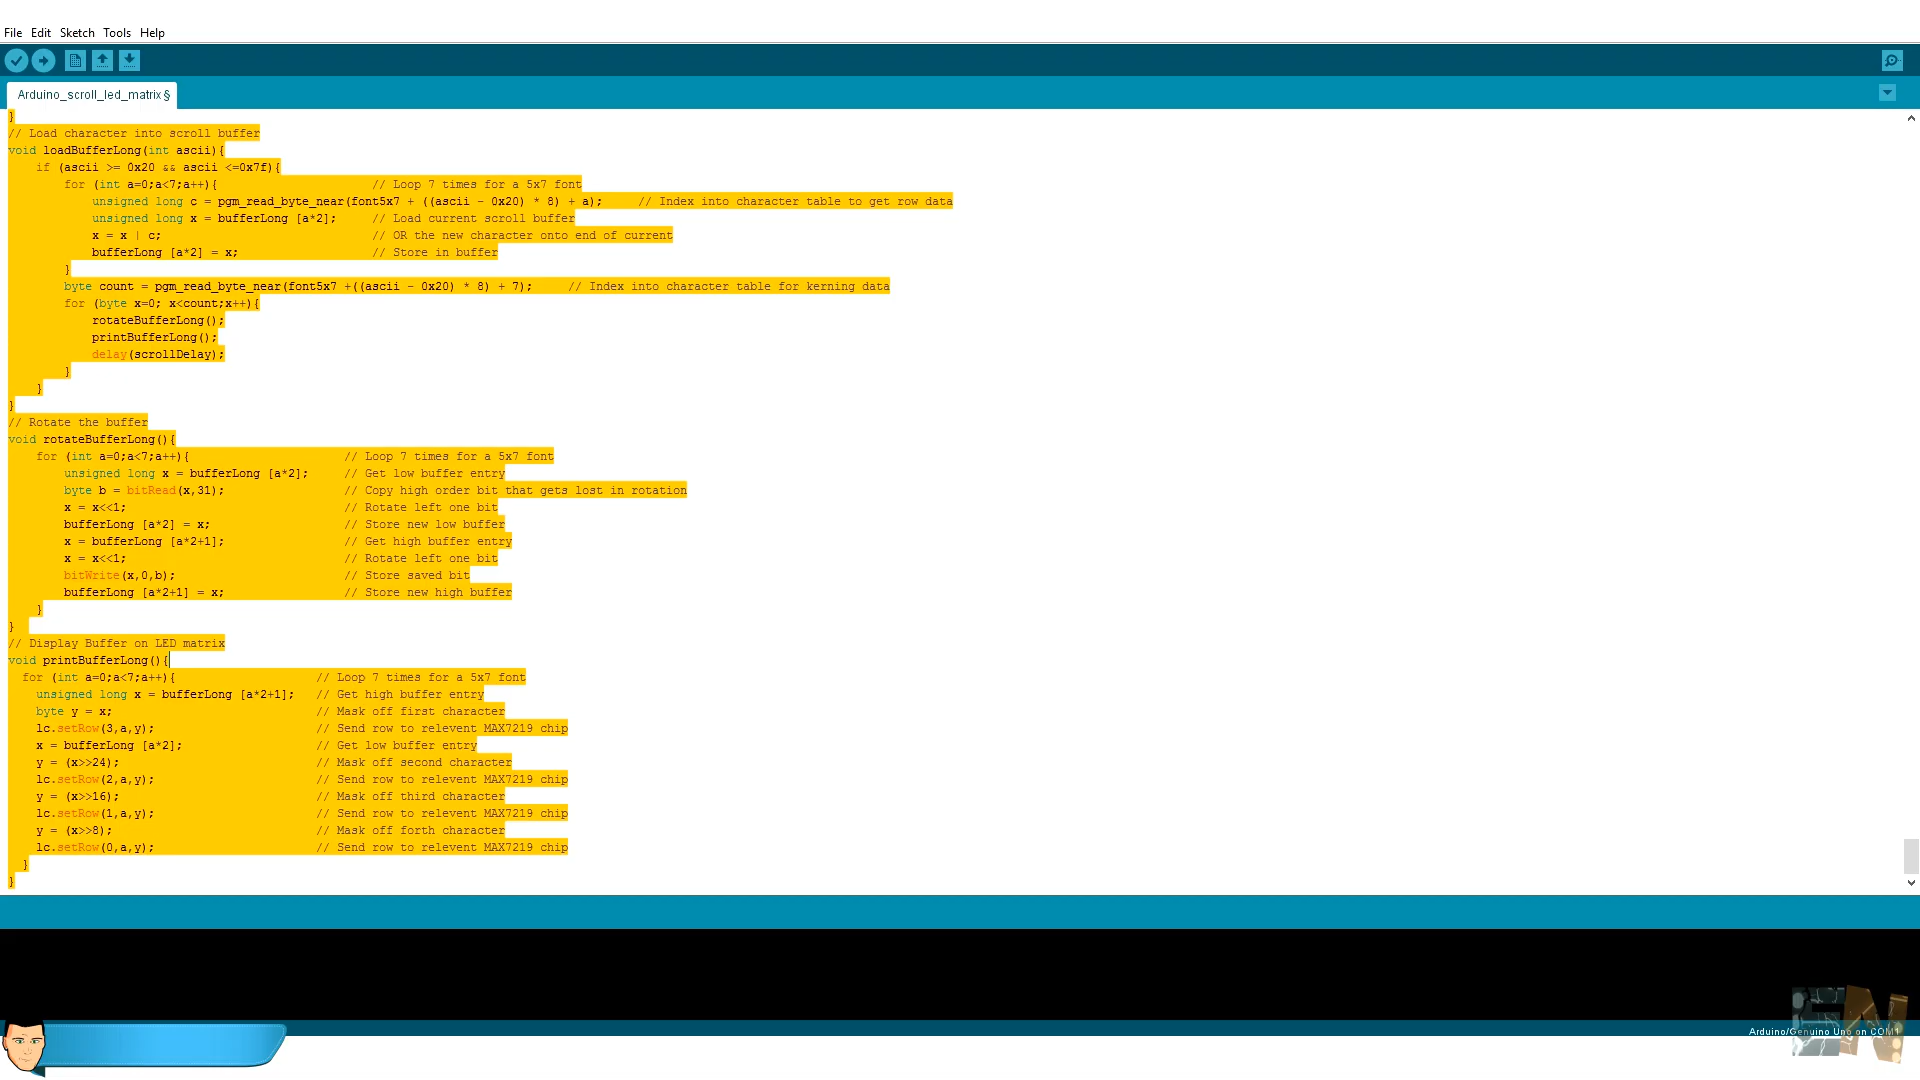 File Edit Sketch Tools Help
Arduino_scroll_led_matrix §
}
// Load character into scroll buffer
void loadBufferLong(int ascii){
    if (ascii >= 0x20 && ascii <=0x7f){
        for (int a=0;a<7;a++){                      // Loop 7 times for a 5x7 font
            unsigned long c = pgm_read_byte_near(font5x7 + ((ascii - 0x20) * 8) + a);     // Index into character table to get row data
            unsigned long x = bufferLong [a*2];     // Load current scroll buffer
            x = x | c;                              // OR the new character onto end of current
            bufferLong [a*2] = x;                   // Store in buffer
        }
        byte count = pgm_read_byte_near(font5x7 +((ascii - 0x20) * 8) + 7);     // Index into character table for kerning data
        for (byte x=0; x<count;x++){
            rotateBufferLong();
            printBufferLong();
            delay(scrollDelay);
        }
    }
}
// Rotate the buffer
void rotateBufferLong(){
    for (int a=0;a<7;a++){                      // Loop 7 times for a 5x7 font
        unsigned long x = bufferLong [a*2];     // Get low buffer entry
        byte b = bitRead(x,31);                 // Copy high order bit that gets lost in rotation
        x = x<<1;                               // Rotate left one bit
        bufferLong [a*2] = x;                   // Store new low buffer
        x = bufferLong [a*2+1];                 // Get high buffer entry
        x = x<<1;                               // Rotate left one bit
        bitWrite(x,0,b);                        // Store saved bit
        bufferLong [a*2+1] = x;                 // Store new high buffer
    }
}
// Display Buffer on LED matrix
void printBufferLong(){
  for (int a=0;a<7;a++){                    // Loop 7 times for a 5x7 font
    unsigned long x = bufferLong [a*2+1];   // Get high buffer entry
    byte y = x;                             // Mask off first character
    lc.setRow(3,a,y);                       // Send row to relevent MAX7219 chip
    x = bufferLong [a*2];                   // Get low buffer entry
    y = (x>>24);                            // Mask off second character
    lc.setRow(2,a,y);                       // Send row to relevent MAX7219 chip
    y = (x>>16);                            // Mask off third character
    lc.setRow(1,a,y);                       // Send row to relevent MAX7219 chip
    y = (x>>8);                             // Mask off forth character
    lc.setRow(0,a,y);                       // Send row to relevent MAX7219 chip
  }
}
EN
Arduino/Genuino Uno on COM1